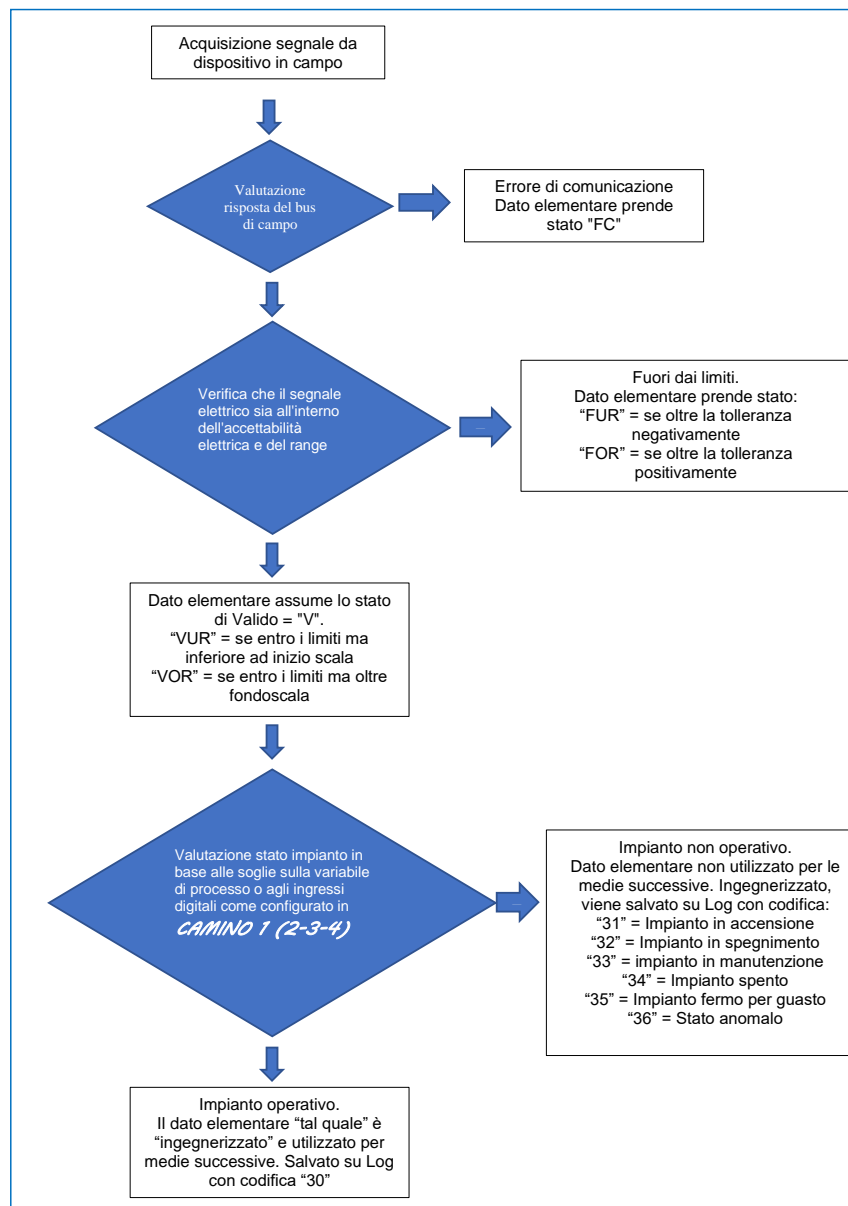 Acquisizione segnale da
dispositivo in campo
Valutazione
risposta del bus
di campo
Errore di comunicazione
Dato elementare prende
stato "FC"
Verifica che il segnale
elettrico sia all'interno
dell'accettabilità
elettrica e del range
Fuori dai limiti.
Dato elementare prende stato:
“FUR” = se oltre la tolleranza
negativamente
“FOR” = se oltre la tolleranza
positivamente
Dato elementare assume lo stato
di Valido = "V".
“VUR” = se entro i limiti ma
inferiore ad inizio scala
“VOR” = se entro i limiti ma oltre
fondoscala
Valutazione stato impianto in
base alle soglie sulla variabile
di processo o agli ingressi
digitali come configurato in
CAMINO 1 (2-3-4)
Impianto non operativo.
Dato elementare non utilizzato per le
medie successive. Ingegnerizzato,
viene salvato su Log con codifica:
“31” = Impianto in accensione
“32” = Impianto in spegnimento
“33” = impianto in manutenzione
“34” = Impianto spento
“35” = Impianto fermo per guasto
“36” = Stato anomalo
Impianto operativo.
Il dato elementare “tal quale” è
“ingegnerizzato” e utilizzato per
medie successive. Salvato su Log
con codifica “30”